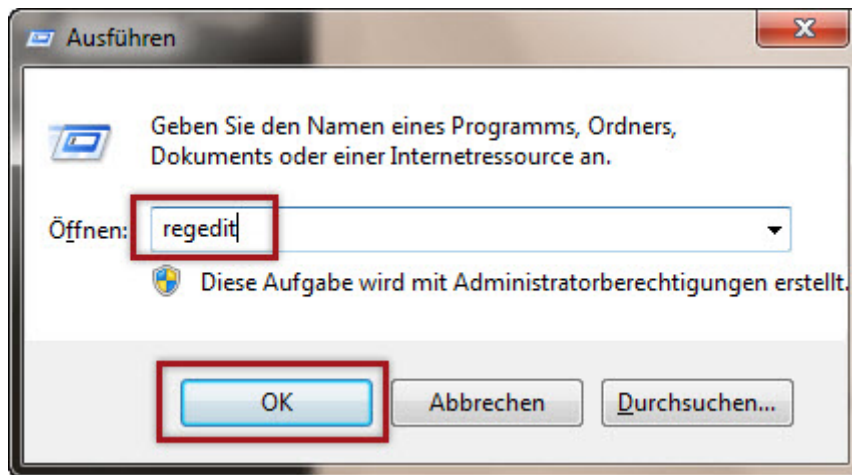 Ausführen
Geben Sie den Namen eines Programms, Ordners,
Dokuments oder einer Internetressource an.
Öffnen: regedit
Diese Aufgabe wird mit Administratorberechtigungen erstellt.
OK Abbrechen Durchsuchen...